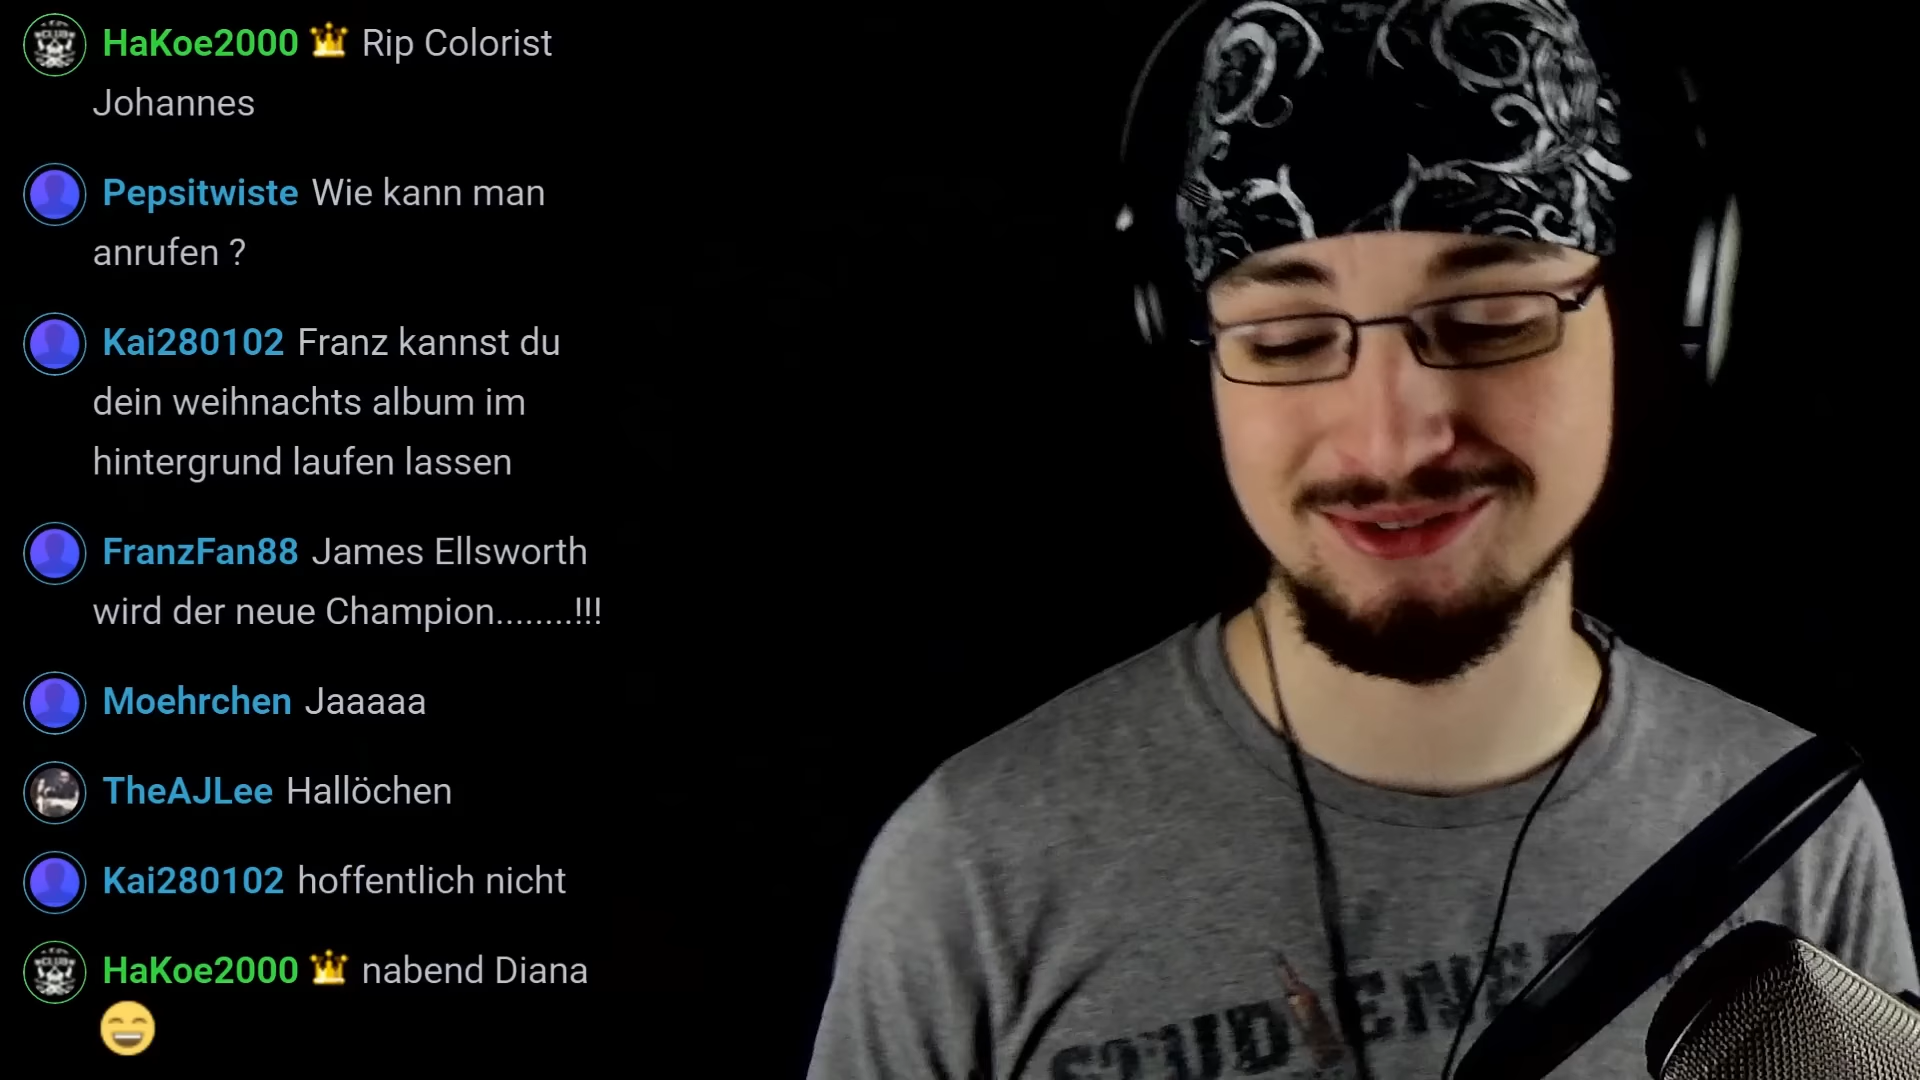 HaKoe2000 Rip Colorist
Johannes
Pepsitwiste Wie kann man
anrufen ?
Kai280102 Franz kannst du
dein weihnachts album im
hintergrund laufen lassen
FranzFan88 James Ellsworth
wird der neue Champion........!!!
Moehrchen Jaaaaa
TheAJLee Hallöchen
Kai280102 hoffentlich nicht
HaKoe2000 nabend Diana